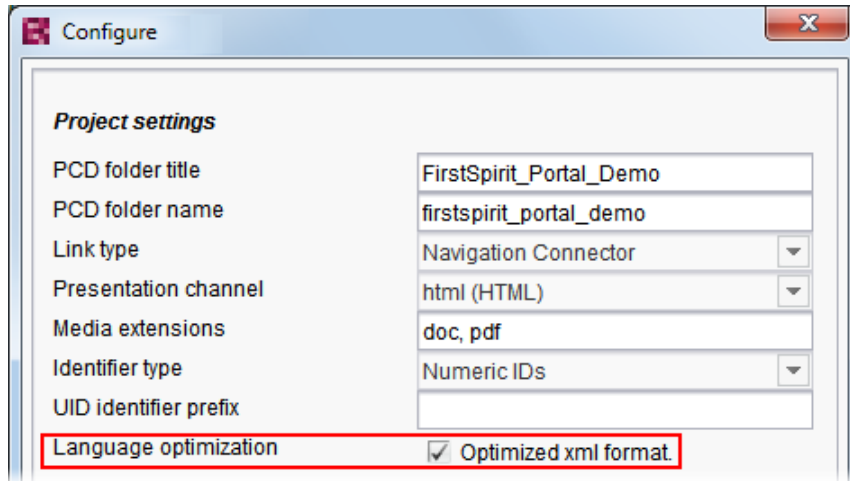 Configure
Project settings
PCD folder title FirstSpirit_Portal_Demo
PCD folder name firstspirit_portal_demo
Link type Navigation Connector
Presentation channel html (HTML)
Media extensions doc, pdf
Identifier type Numeric IDs
UID identifier prefix
Language optimization Optimized xml format.